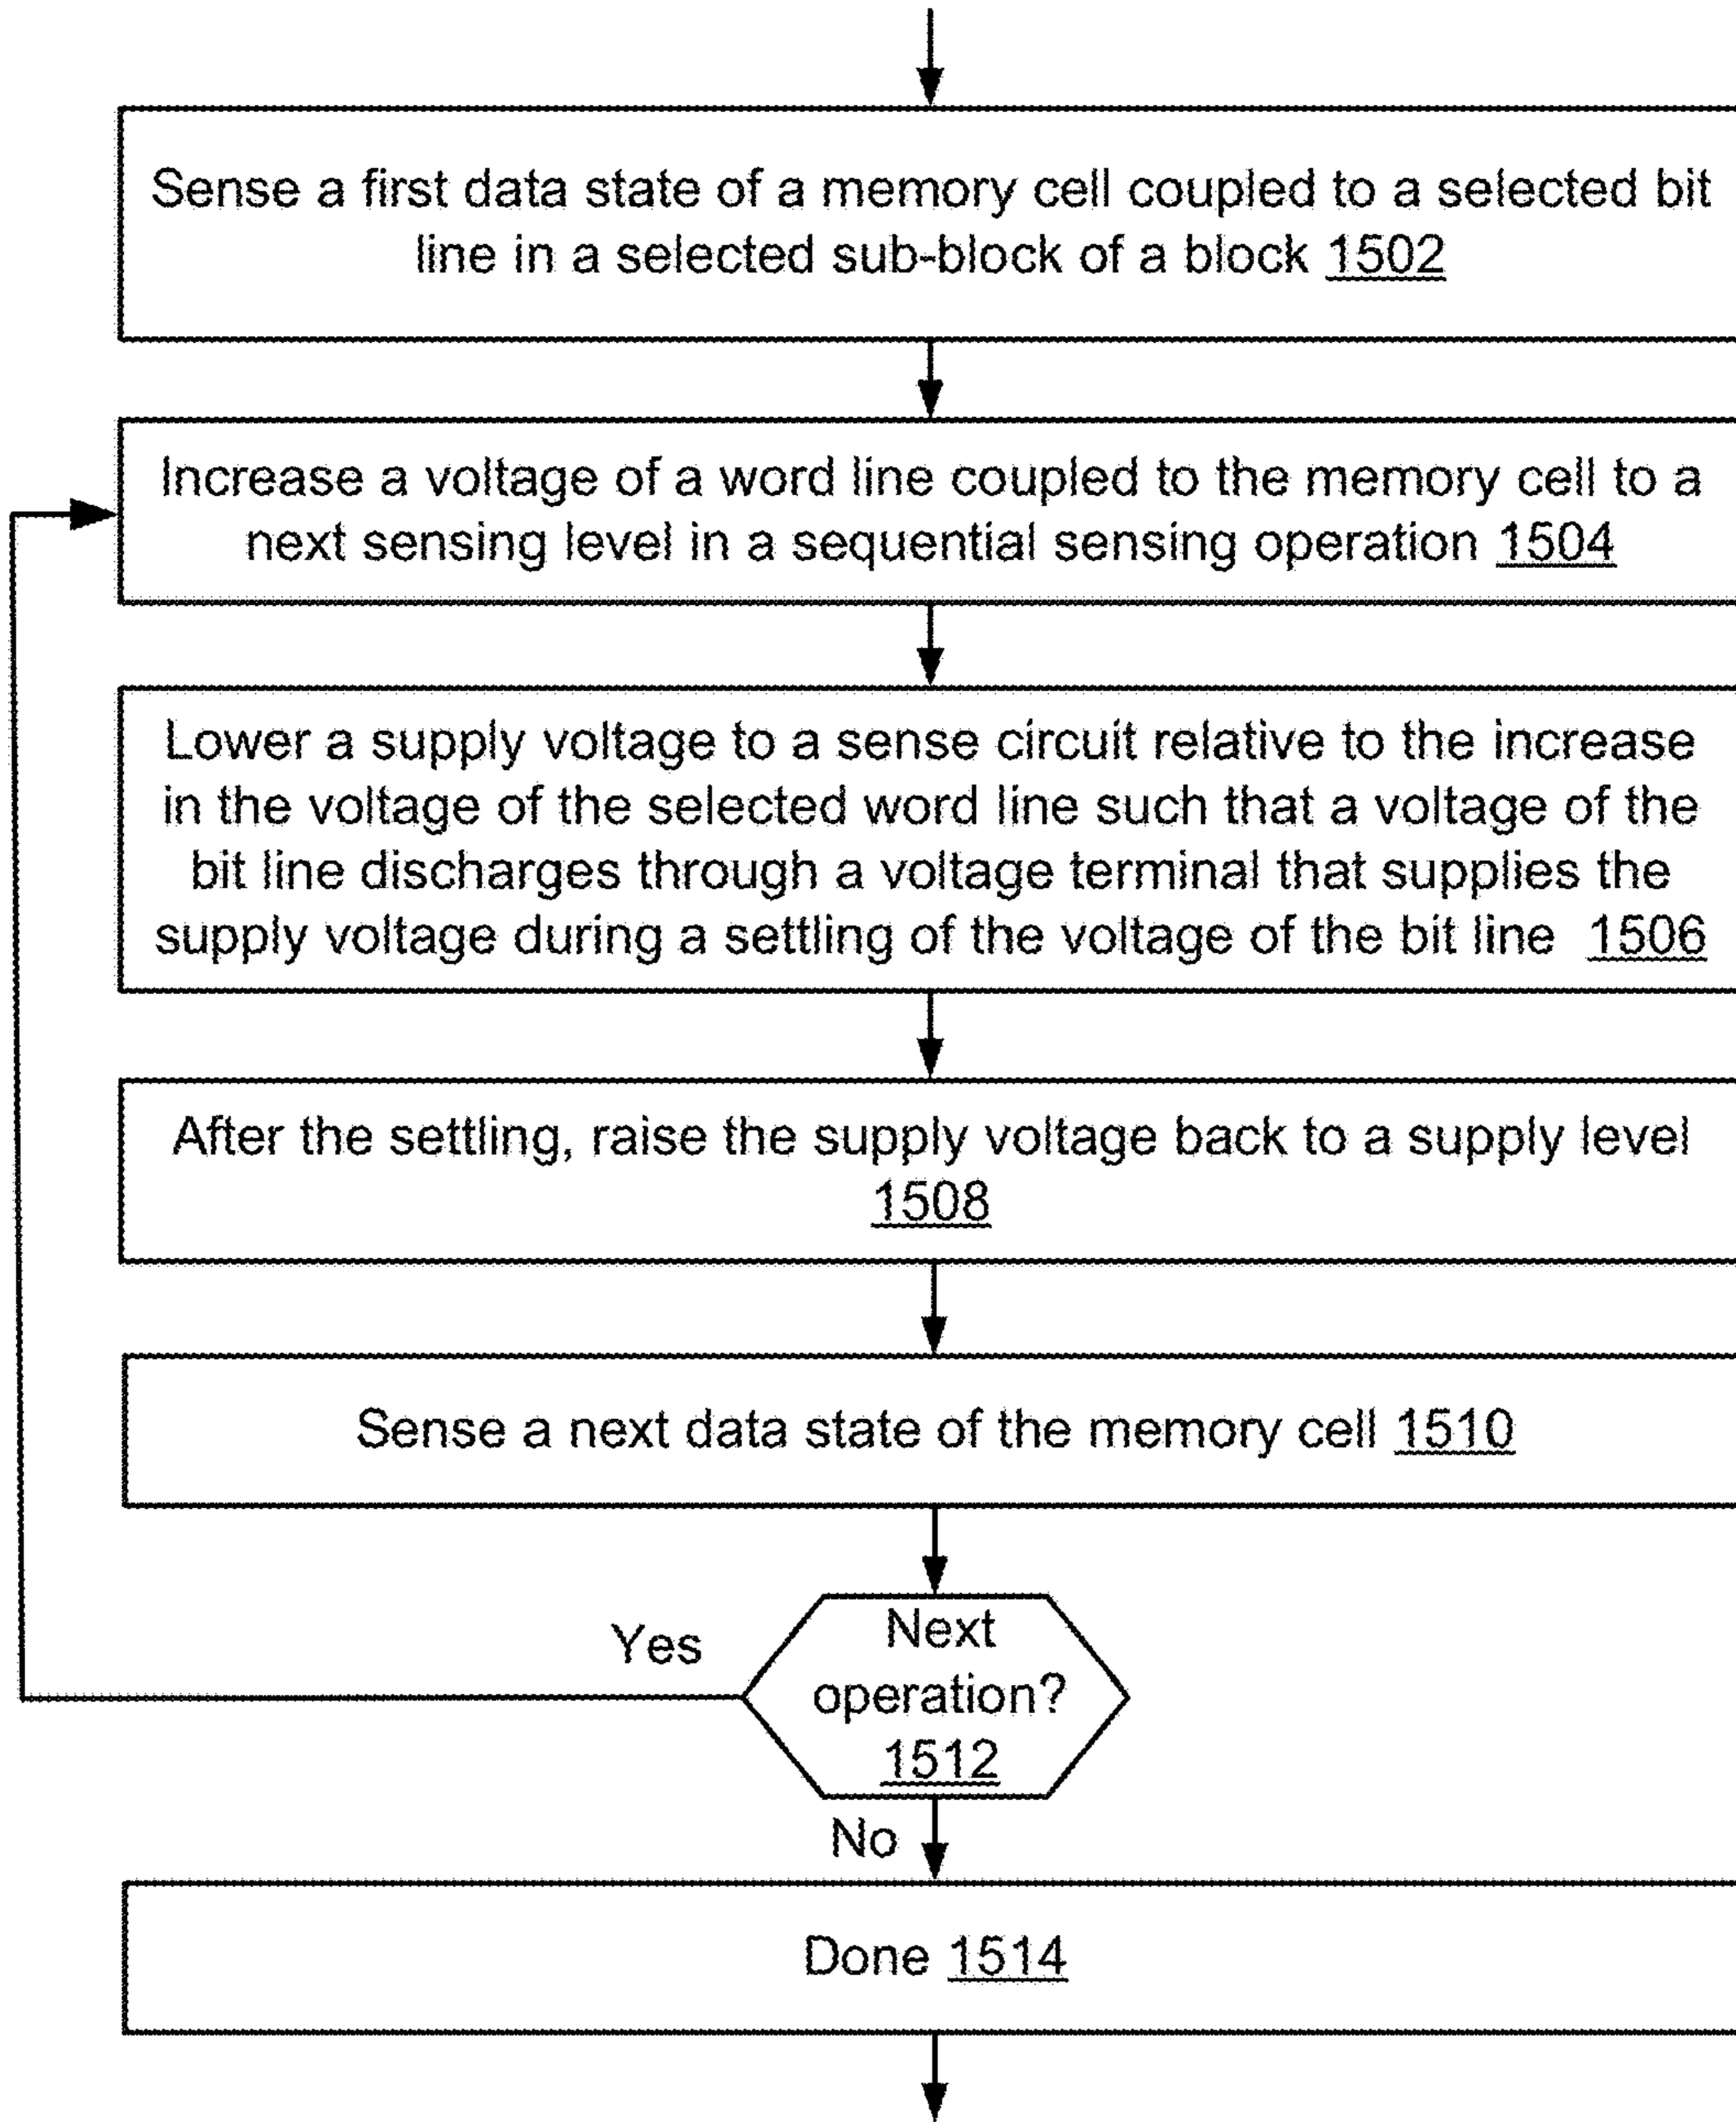 Sense a first data state of a memory cell coupled to a selected bit
line in a selected sub-block of a block 1502
Increase a voltage of a word line coupled to the memory cell to a
next sensing level in a sequential sensing operation 1504
Lower a supply voltage to a sense circuit relative to the increase
in the voltage of the selected word line such that a voltage of the
bit line discharges through a voltage terminal that supplies the
supply voltage during a settling of the voltage of the bit line 1506
After the settling, raise the supply voltage back to a supply level
1508
Sense a next data state of the memory cell 1510
Yes
Next
operation?
1512
No
Done 1514